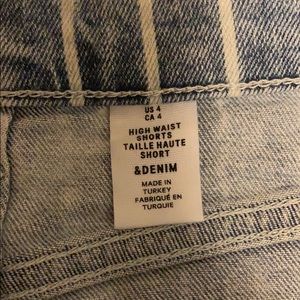 US 4
CA 4
HIGH WAIST
SHORTS
TAILLE HAUTE
SHORT
&DENIM
MADE IN
TURKEY
FABRIQUÉ EN
TURQUIE